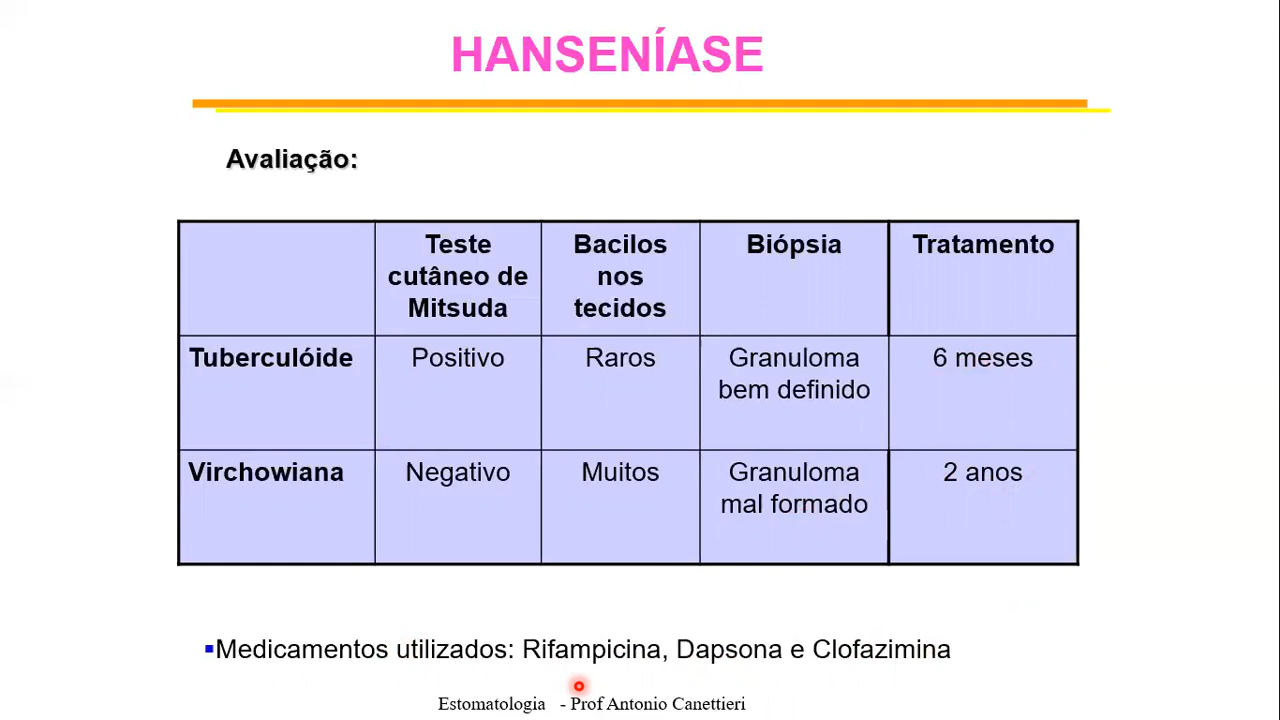 HANSENÍASE
Avaliação:
Teste
cutâneo de
Mitsuda
Bacilos
nos
tecidos
Biópsia
Tratamento
Tuberculóide
Positivo
Raros
Granuloma
bem definido
6 meses
Virchowiana
Negativo
Muitos
Granuloma
mal formado
2 anos
▪Medicamentos utilizados: Rifampicina, Dapsona e Clofazimina
Estomatologia - Prof Antonio Canettieri